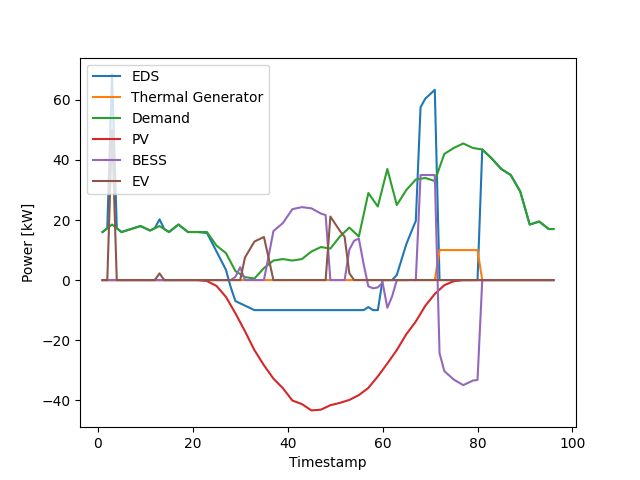 EDS
Thermal Generator
Demand
PV
BESS
EV
Power [kW]
60
40
20
0
−20
−40
0 20 40 60 80 100
Timestamp